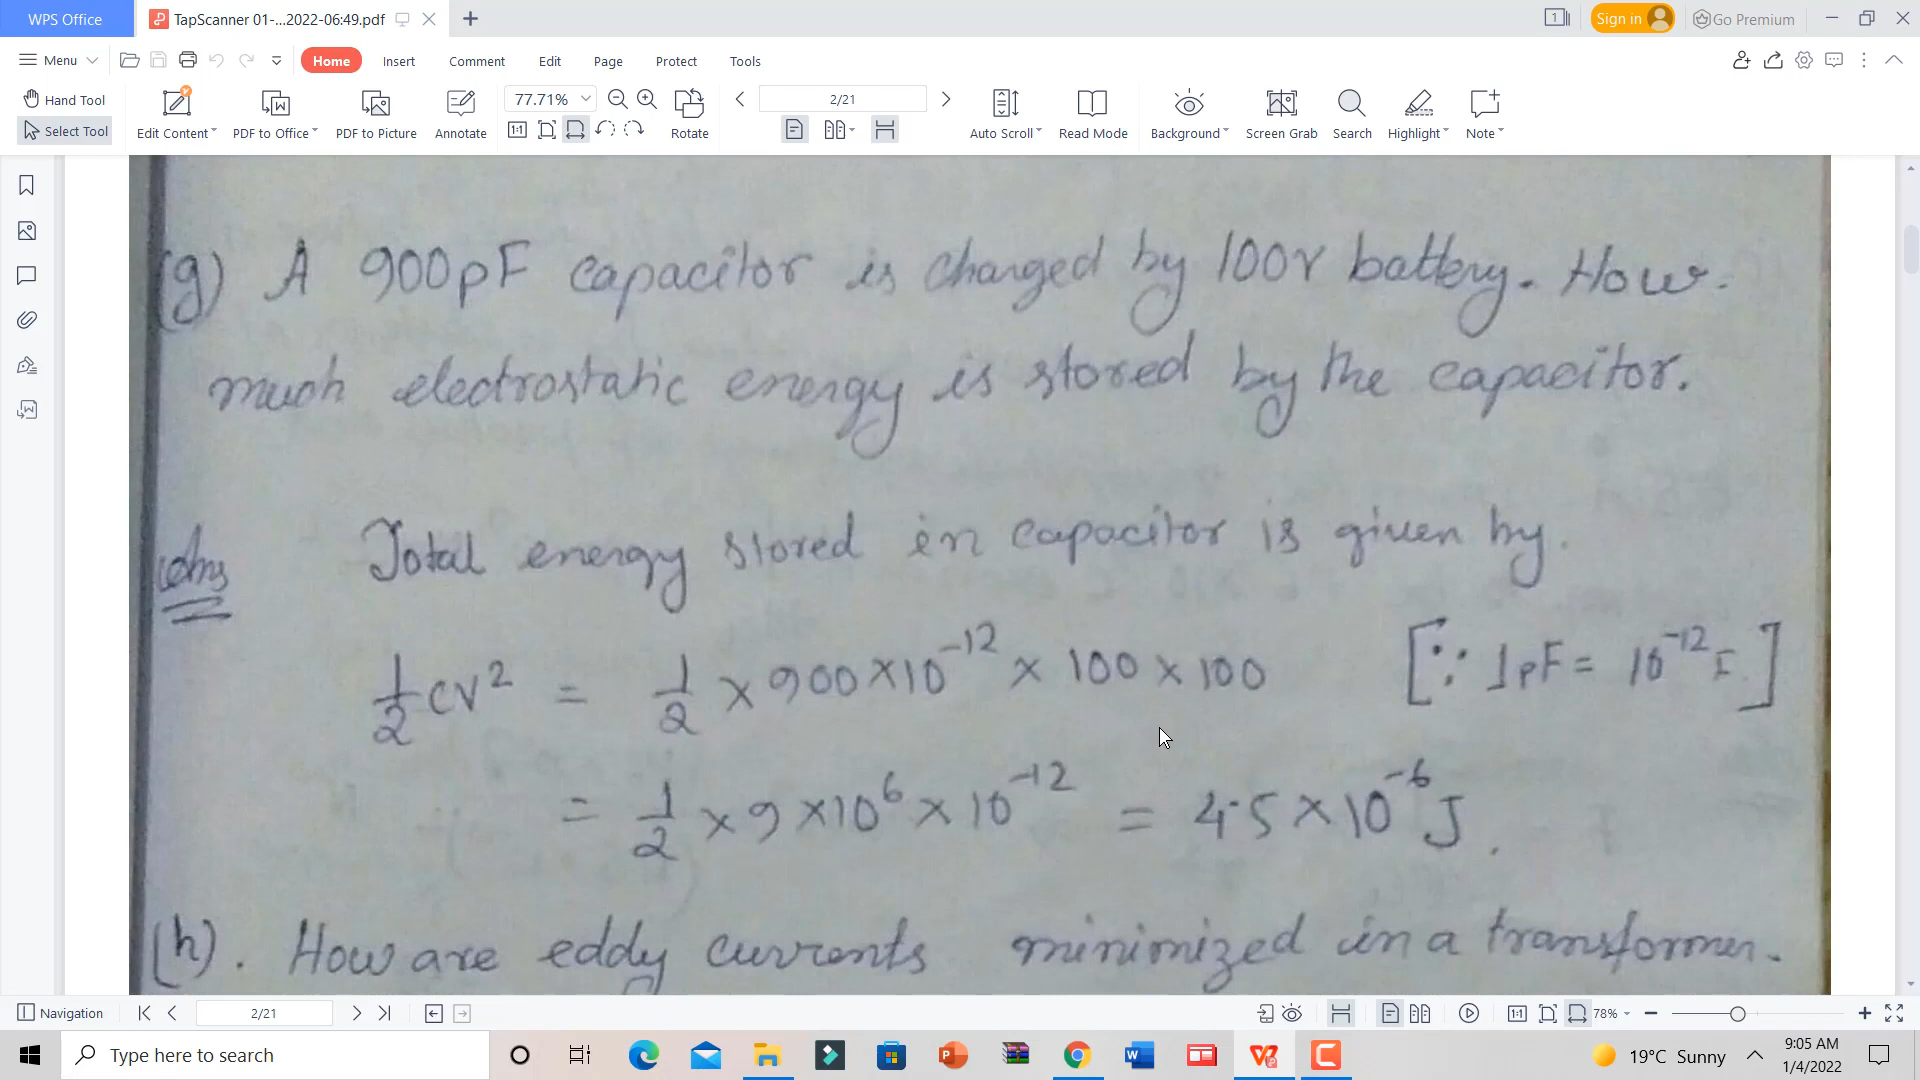 WPS Office
TapScanner 01-...2022-06:49.pdf
1
Sign in
Go Premium
Menu
Home
Insert
Comment
Edit
Page
Protect
Tools
Hand Tool
Select Tool
Edit Content
PDF to Office
PDF to Picture
Annotate
77.71%
1:1
Rotate
2/21
Auto Scroll
Read Mode
Background
Screen Grab
Search
Highlight
Note
(g) A 900pF capacitor is charged by 100V battery. How
much electrostatic energy is stored by the capacitor.
Ans
Total energy stored in capacitor is given by.
1/2 CV² = 1/2 × 900 × 10⁻¹² × 100 × 100 [∵ 1pF = 10⁻¹² F]
= 1/2 × 9 × 10⁶ × 10⁻¹² = 4.5 × 10⁻⁶ J.
(h). How are eddy currents minimized in a transformer.
Navigation
2/21
1:1
78%
Type here to search
19°C Sunny
9:05 AM
1/4/2022